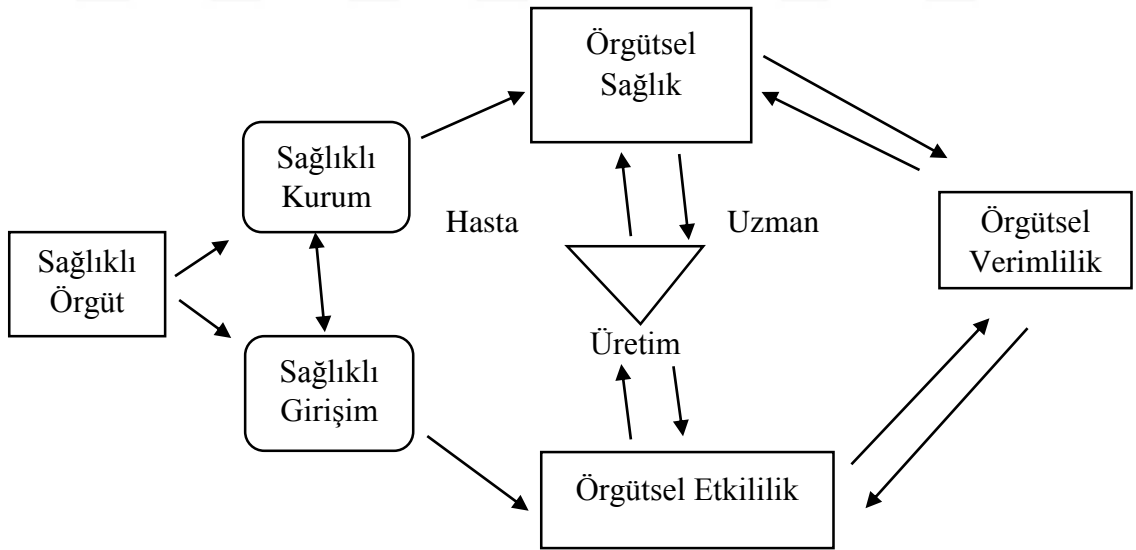 Örgütsel
Sağlık
Sağlıklı
Kurum
Hasta
Uzman
Örgütsel
Verimlilik
Sağlıklı
Örgüt
Üretim
Sağlıklı
Girişim
Örgütsel Etkililik